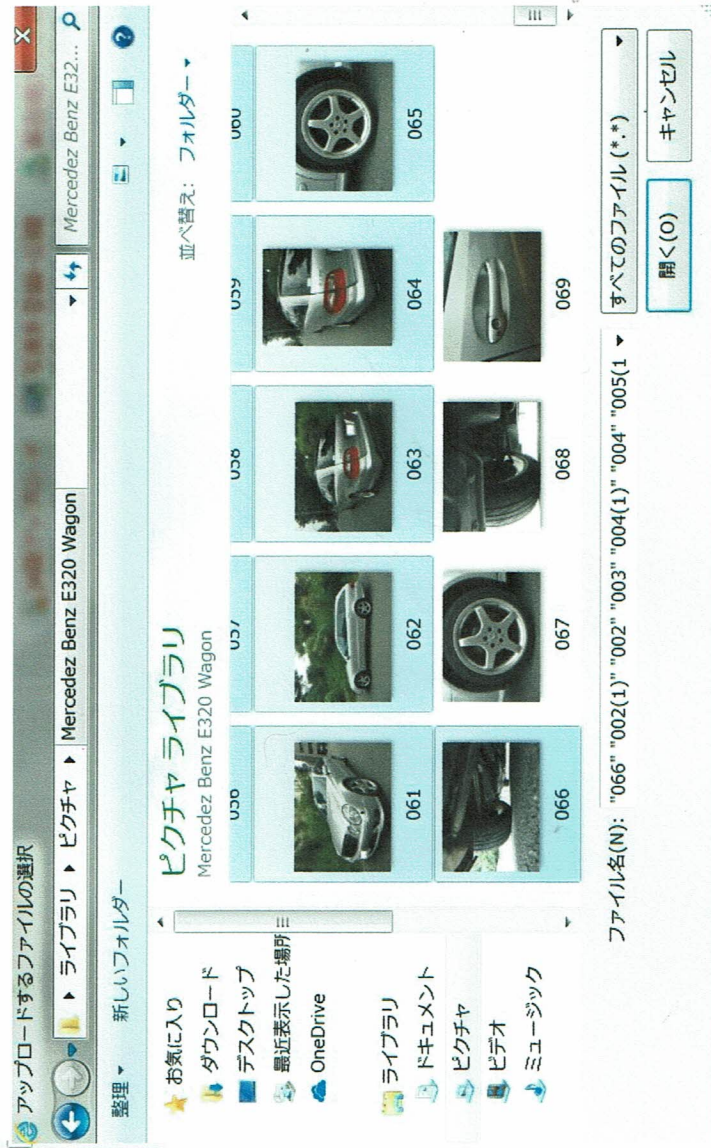 アップロードするファイルの選択
ライブラリ ▸ ピクチャ ▸ Mercedez Benz E320 Wagon
Mercedez Benz E32...
整理 ▾ 新しいフォルダー
お気に入り
ダウンロード
デスクトップ
最近表示した場所
OneDrive
ライブラリ
ドキュメント
ピクチャ
ビデオ
ミュージック
ピクチャ ライブラリ
Mercedez Benz E320 Wagon
並べ替え: フォルダー ▾
056 057 058 059 060
061 062 063 064 065
066 067 068 069
ファイル名(N): "066" "002(1)" "002" "003" "004(1)" "004" "005(1
すべてのファイル (*.*)
開く(O) キャンセル